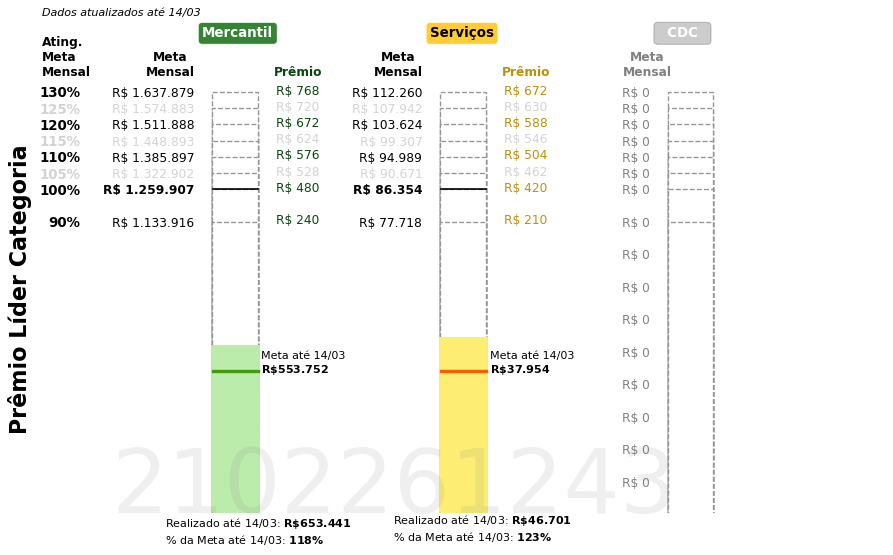 Dados atualizados até 14/03
Mercantil Serviços CDC
Ating. Meta Mensal Meta Mensal Prêmio Meta Mensal Prêmio Meta Mensal
130% R$ 1.637.879 R$ 768 R$ 112.260 R$ 672 R$ 0
125% R$ 1.574.883 R$ 720 R$ 107.942 R$ 630 R$ 0
120% R$ 1.511.888 R$ 672 R$ 103.624 R$ 588 R$ 0
115% R$ 1.448.893 R$ 624 R$ 99.307 R$ 546 R$ 0
110% R$ 1.385.897 R$ 576 R$ 94.989 R$ 504 R$ 0
105% R$ 1.322.902 R$ 528 R$ 90.671 R$ 462 R$ 0
100% R$ 1.259.907 R$ 480 R$ 86.354 R$ 420 R$ 0
90% R$ 1.133.916 R$ 240 R$ 77.718 R$ 210 R$ 0
R$ 0
R$ 0
R$ 0
R$ 0
R$ 0
R$ 0
R$ 0
R$ 0
Prêmio Líder Categoria
Meta até 14/03 Meta até 14/03
R$553.752 R$37.954
2102261243
Realizado até 14/03: R$653.441 Realizado até 14/03: R$46.701
% da Meta até 14/03: 118% % da Meta até 14/03: 123%